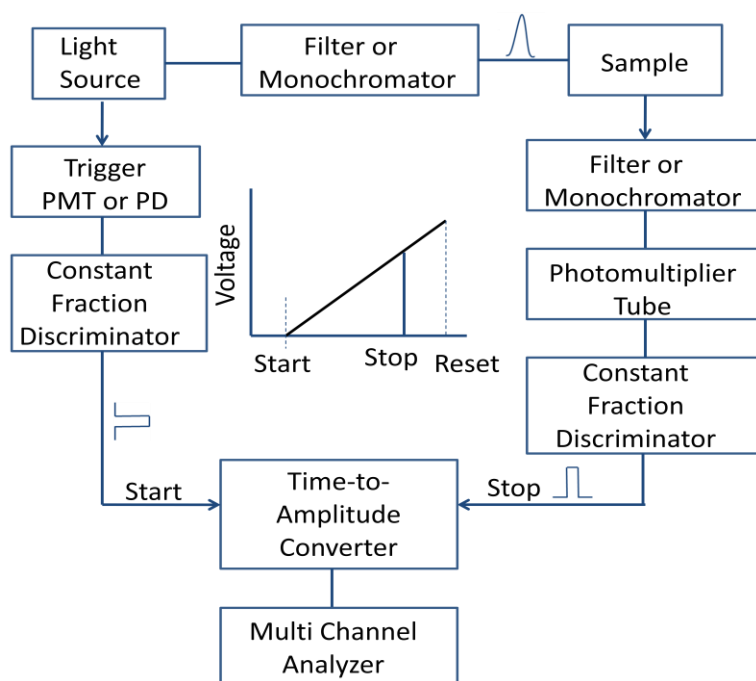 Light
Source
Filter or
Monochromator
Sample
Trigger
PMT or PD
Filter or
Monochromator
Constant
Fraction
Discriminator
Voltage
Start
Stop
Reset
Photomultiplier
Tube
Constant
Fraction
Discriminator
Start
Time-to-
Amplitude
Converter
Stop
Multi Channel
Analyzer